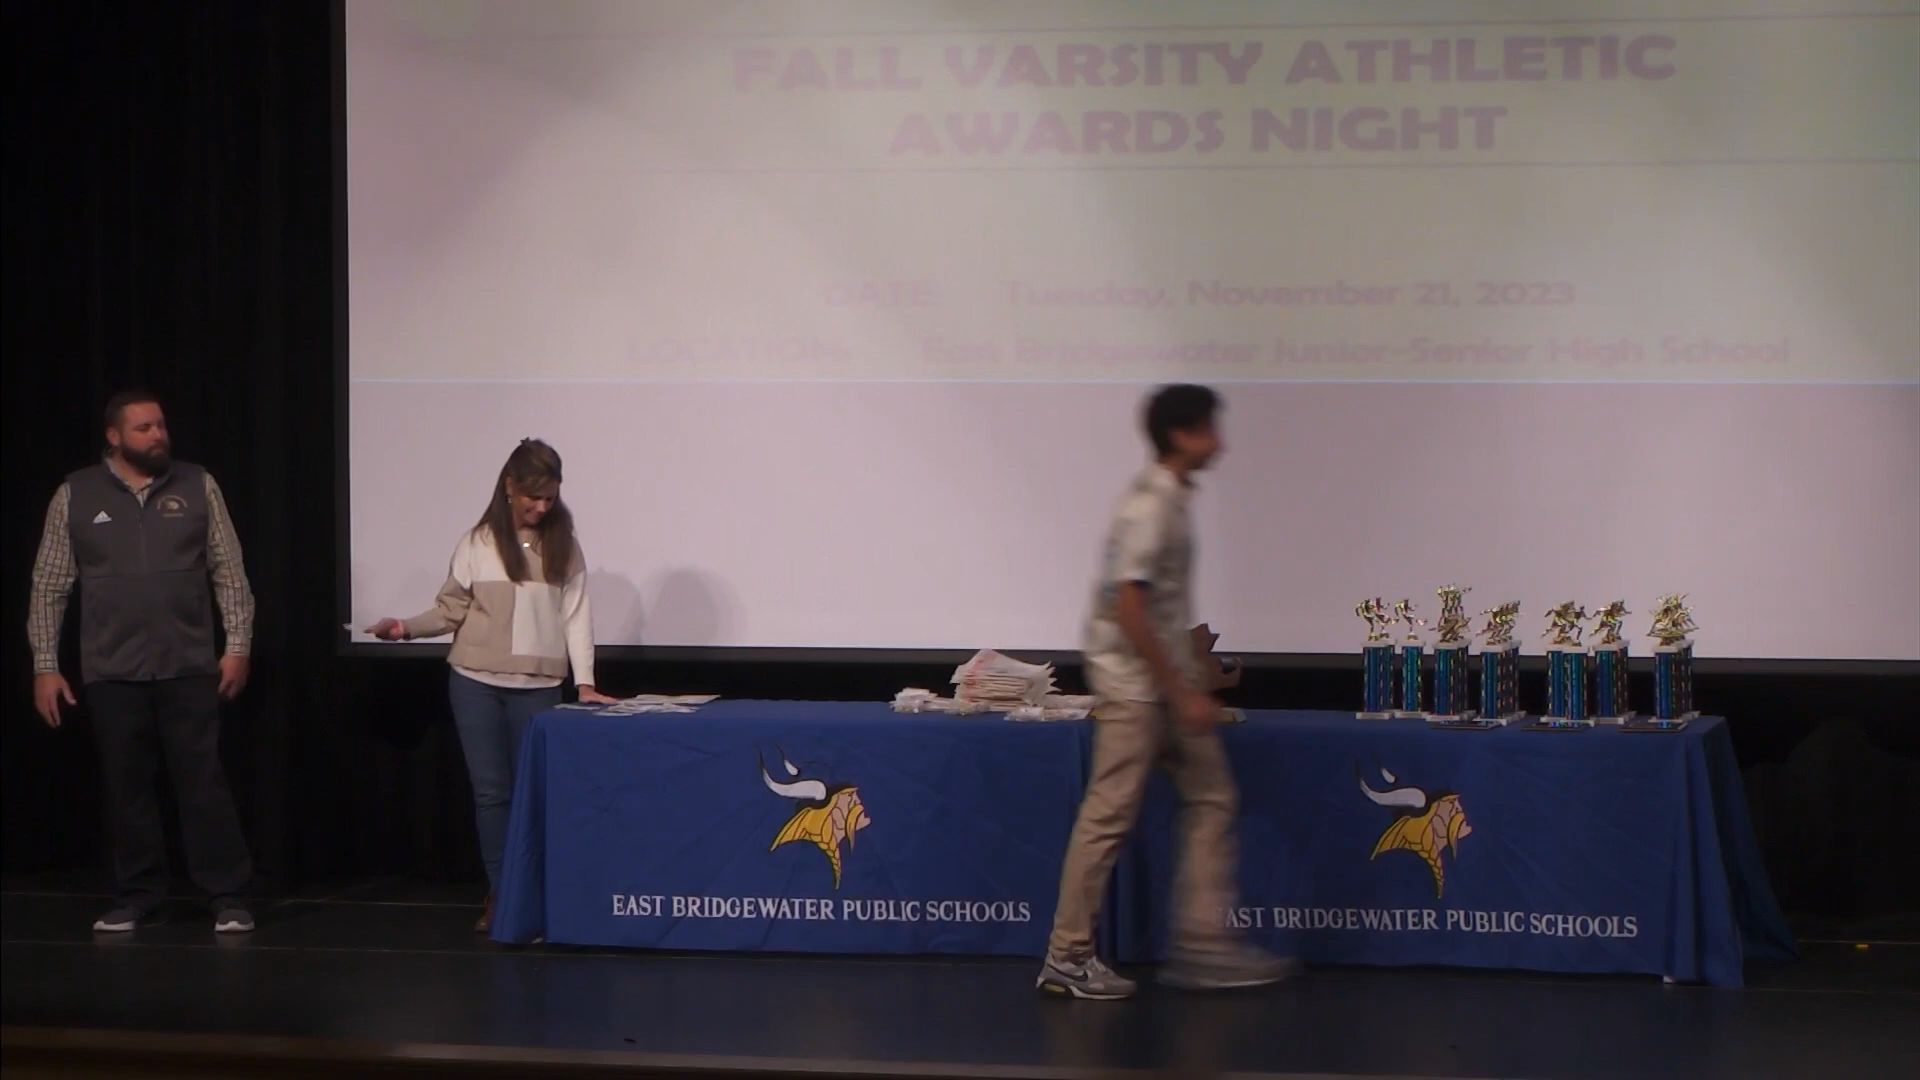 FALL VARSITY ATHLETIC
AWARDS NIGHT
DATE: Tuesday, November 21, 2023
LOCATION: East Bridgewater Junior-Senior High School
EAST BRIDGEWATER PUBLIC SCHOOLS
EAST BRIDGEWATER PUBLIC SCHOOLS